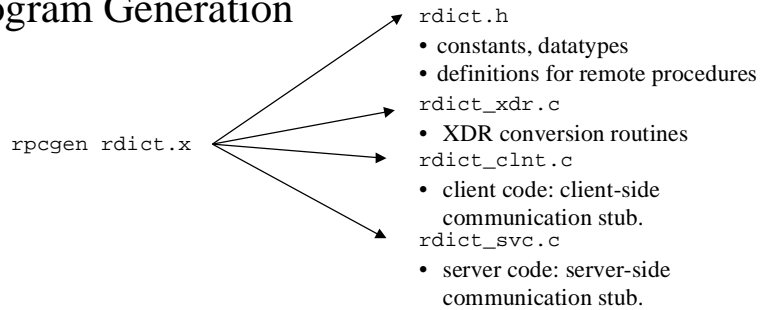 ogram Generation
rpcgen rdict.x
rdict.h
• constants, datatypes
• definitions for remote procedures
rdict_xdr.c
• XDR conversion routines
rdict_clnt.c
• client code: client-side
communication stub.
rdict_svc.c
• server code: server-side
communication stub.